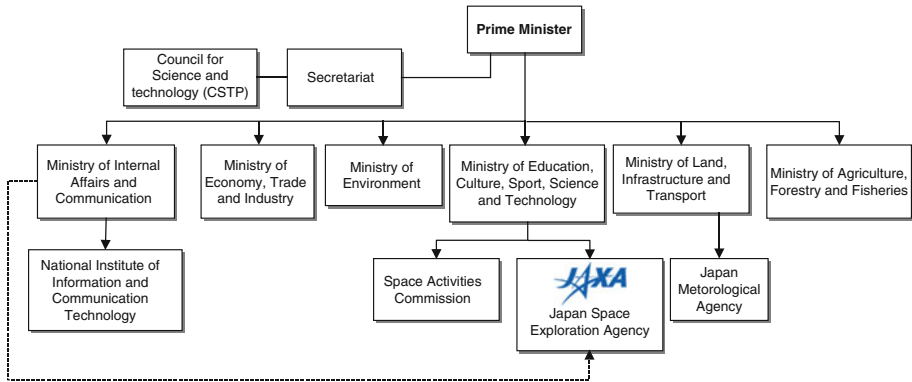 Prime Minister
Council for
Science and
technology (CSTP)
Secretariat
Ministry of Internal
Affairs and
Communication
Ministry of
Economy, Trade
and Industry
Ministry of
Environment
Ministry of Education,
Culture, Sport, Science
and Technology
Ministry of Land,
Infrastructure and
Transport
Ministry of Agriculture,
Forestry and Fisheries
National Institute of
Information and
Communication
Technology
Space Activities
Commission
JAXA
Japan Space
Exploration Agency
Japan
Metorological
Agency